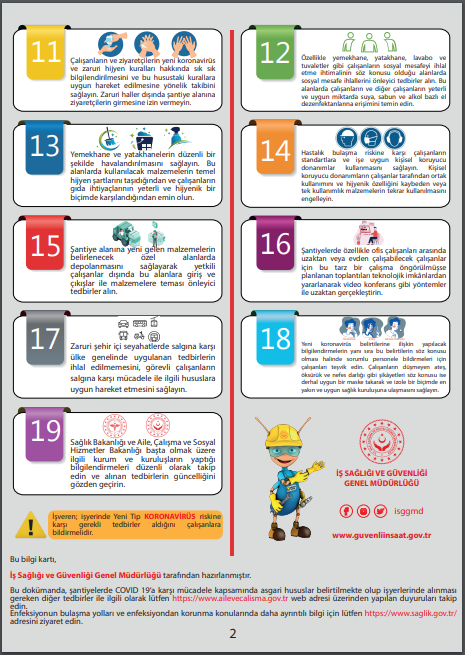 11
Çalışanların ve ziyaretçilerin yeni koronavirüs
ve zaruri hijyen kuralları hakkında sık sık
bilgilendirilmesini ve bu husustaki kurallara
uygun hareket edilmesine yönelik takibini
sağlayın. Zaruri haller dışında şantiye alanına
ziyaretçilerin girmesine izin vermeyin.
12
Özellikle yemekhane, yatakhane, lavabo ve
tuvaletler gibi çalışanların sosyal mesafeyi ihlal
etme ihtimalinin söz konusu olduğu alanlarda
sosyal mesafe ihlallerini önleyici tedbirler alın. Bu
alanlarda çalışanların ve diğer çalışanların yeterli
ve uygun miktarda suya, sabun ve alkol bazlı el
dezenfektanlarına erişimini temin edin.
13
Yemekhane ve yatakhanelerin düzenli bir
şekilde havalandırılmasını sağlayın. Bu
alanlarda kullanılacak malzemelerin temel
hijyen şartlarını taşıdığından ve çalışanların
gıda ihtiyaçlarının yeterli ve hijyenik bir
biçimde karşılandığından emin olun.
14
Hastalık bulaşma riskine karşı çalışanların
standartlara ve işe uygun kişisel koruyucu
donanımlar kullanmasını sağlayın. Kişisel
koruyucu donanımların çalışanlar tarafından ortak
kullanımını ve hijyenik özelliğini kaybeden veya
tek kullanımlık malzemelerin tekrar kullanılmasını
engelleyin.
15
Şantiye alanına yeni gelen malzemelerin
belirlenecek özel alanlarda
depolanmasını sağlayarak yetkili
çalışanlar dışında bu alanlara giriş ve
çıkışlar ile malzemelere teması önleyici
tedbirler alın.
16
Şantiyelerde özellikle ofis çalışanları arasında
uzaktan veya evden çalışabilecek çalışanlar
için bu tarz bir çalışma öngörülmüşse
planlanan toplantıları teknolojik imkânlardan
yararlanarak video konferans gibi yöntemler
ile uzaktan gerçekleştirin.
17
Zaruri şehir içi seyahatlerde salgına karşı
ülke genelinde uygulanan tedbirlerin
ihlal edilmemesini, görevli çalışanların
salgına karşı mücadele ile ilgili hususlara
uygun hareket etmesini sağlayın.
18
Yeni koronavirüs belirtilerine ilişkin yapılacak
bilgilendirmelerin yanı sıra bu belirtilerin söz konusu
olması halinde sorumlu personele bildirmeleri için
çalışanları teşvik edin. Çalışanların düşmeyen ateş,
öksürük ve nefes darlığı gibi şikâyetleri söz konusu ise
derhal uygun bir maske takarak ve izole bir biçimde en
yakın ve uygun sağlık kuruluşuna ulaşmasını sağlayın.
19
Sağlık Bakanlığı ve Aile, Çalışma ve Sosyal
Hizmetler Bakanlığı başta olmak üzere
ilgili kurum ve kuruluşların yaptığı
bilgilendirmeleri düzenli olarak takip
edin ve alınan tedbirlerin güncelliğini
gözden geçirin.
İŞ SAĞLIĞI VE GÜVENLİĞİ
GENEL MÜDÜRLÜĞÜ
isggmd
www.guvenliinsaat.gov.tr
İşveren; işyerinde Yeni Tip KORONAVİRÜS riskine
karşı gerekli tedbirler aldığını çalışanlara
bildirmelidir.
Bu bilgi kartı,
İş Sağlığı ve Güvenliği Genel Müdürlüğü tarafından hazırlanmıştır.
Bu dokümanda, şantiyelerde COVID 19'a karşı mücadele kapsamında asgari hususlar belirtilmekte olup işyerlerinde alınması
gereken diğer tedbirler ile ilgili olarak lütfen https://www.ailevecalisma.gov.tr web adresi üzerinden yapılan duyuruları takip
edin.
Enfeksiyonun bulaşma yolları ve enfeksiyondan korunma konularında daha ayrıntılı bilgi için lütfen https://www.saglik.gov.tr/
adresini ziyaret edin.
2